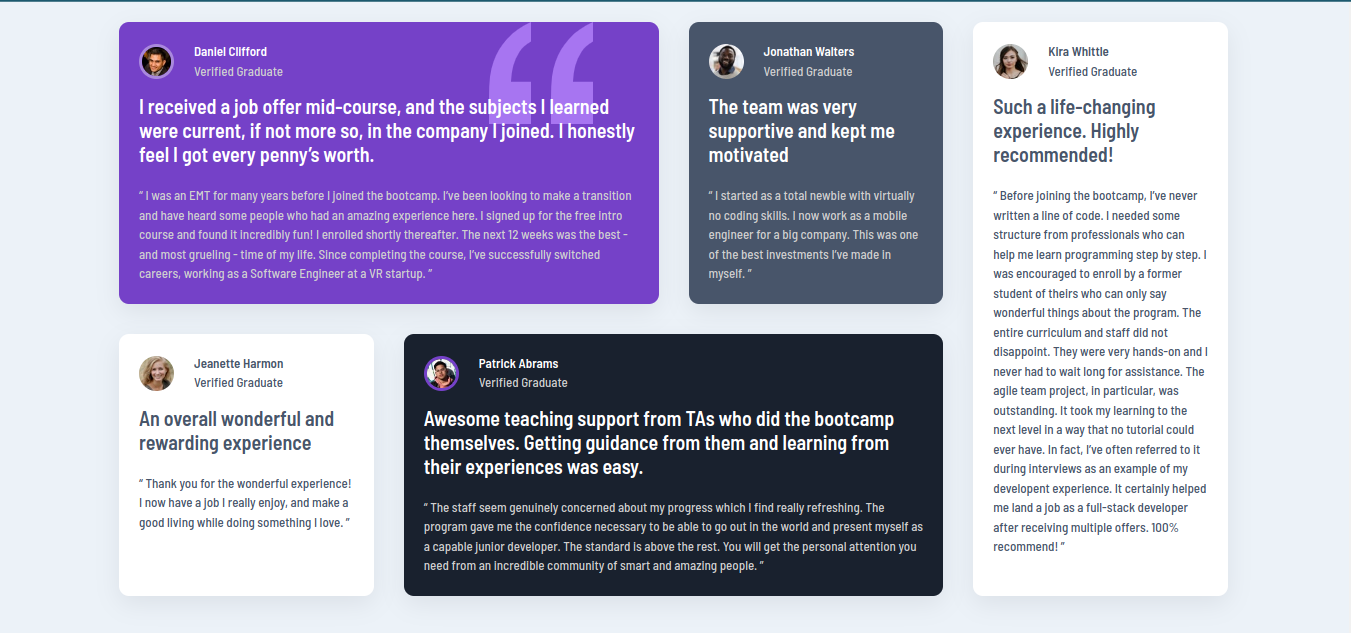 Daniel Clifford
Verified Graduate
I received a job offer mid-course, and the subjects I learned
were current, if not more so, in the company I joined. I honestly
feel I got every penny’s worth.
“ I was an EMT for many years before I joined the bootcamp. I’ve been looking to make a transition
and have heard some people who had an amazing experience here. I signed up for the free intro
course and found it incredibly fun! I enrolled shortly thereafter. The next 12 weeks was the best -
and most grueling - time of my life. Since completing the course, I’ve successfully switched
careers, working as a Software Engineer at a VR startup. ”
Jonathan Walters
Verified Graduate
The team was very
supportive and kept me
motivated
“ I started as a total newbie with virtually
no coding skills. I now work as a mobile
engineer for a big company. This was one
of the best investments I’ve made in
myself. ”
Kira Whittle
Verified Graduate
Such a life-changing
experience. Highly
recommended!
“ Before joining the bootcamp, I’ve never
written a line of code. I needed some
structure from professionals who can
help me learn programming step by step. I
was encouraged to enroll by a former
student of theirs who can only say
wonderful things about the program. The
entire curriculum and staff did not
disappoint. They were very hands-on and I
never had to wait long for assistance. The
agile team project, in particular, was
outstanding. It took my learning to the
next level in a way that no tutorial could
ever have. In fact, I’ve often referred to it
during interviews as an example of my
developent experience. It certainly helped
me land a job as a full-stack developer
after receiving multiple offers. 100%
recommend! ”
Jeanette Harmon
Verified Graduate
An overall wonderful and
rewarding experience
“ Thank you for the wonderful experience!
I now have a job I really enjoy, and make a
good living while doing something I love. ”
Patrick Abrams
Verified Graduate
Awesome teaching support from TAs who did the bootcamp
themselves. Getting guidance from them and learning from
their experiences was easy.
“ The staff seem genuinely concerned about my progress which I find really refreshing. The
program gave me the confidence necessary to be able to go out in the world and present myself as
a capable junior developer. The standard is above the rest. You will get the personal attention you
need from an incredible community of smart and amazing people. ”